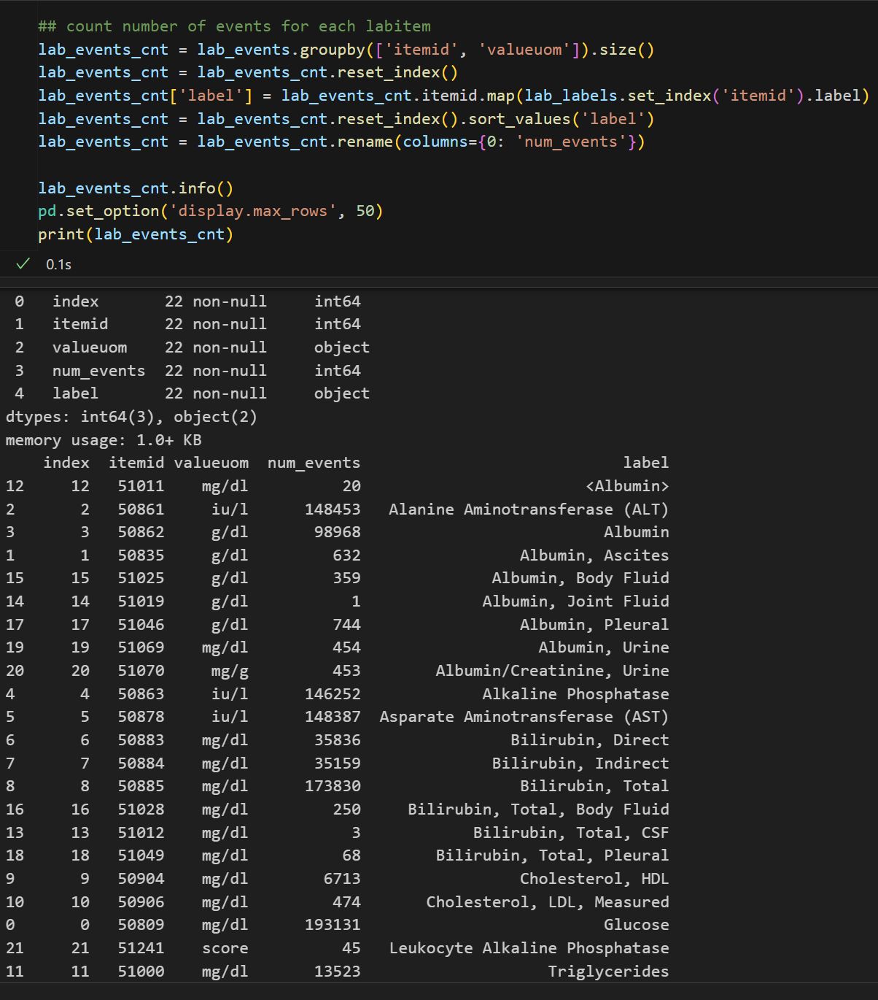 ## count number of events for each labitem
lab_events_cnt = lab_events.groupby(['itemid', 'valueuom']).size()
lab_events_cnt = lab_events_cnt.reset_index()
lab_events_cnt['label'] = lab_events_cnt.itemid.map(lab_labels.set_index('itemid').label)
lab_events_cnt = lab_events_cnt.reset_index().sort_values('label')
lab_events_cnt = lab_events_cnt.rename(columns={0: 'num_events'})
lab_events_cnt.info()
pd.set_option('display.max_rows', 50)
print(lab_events_cnt)
✓ 0.1s
0 index 22 non-null int64
1 itemid 22 non-null int64
2 valueuom 22 non-null object
3 num_events 22 non-null int64
4 label 22 non-null object
dtypes: int64(3), object(2)
memory usage: 1.0+ KB
index itemid valueuom num_events label
12 12 51011 mg/dl 20 <Albumin>
2 2 50861 iu/l 148453 Alanine Aminotransferase (ALT)
3 3 50862 g/dl 98968 Albumin
1 1 50835 g/dl 632 Albumin, Ascites
15 15 51025 g/dl 359 Albumin, Body Fluid
14 14 51019 g/dl 1 Albumin, Joint Fluid
17 17 51046 g/dl 744 Albumin, Pleural
19 19 51069 mg/dl 454 Albumin, Urine
20 20 51070 mg/g 453 Albumin/Creatinine, Urine
4 4 50863 iu/l 146252 Alkaline Phosphatase
5 5 50878 iu/l 148387 Asparate Aminotransferase (AST)
6 6 50883 mg/dl 35836 Bilirubin, Direct
7 7 50884 mg/dl 35159 Bilirubin, Indirect
8 8 50885 mg/dl 173830 Bilirubin, Total
16 16 51028 mg/dl 250 Bilirubin, Total, Body Fluid
13 13 51012 mg/dl 3 Bilirubin, Total, CSF
18 18 51049 mg/dl 68 Bilirubin, Total, Pleural
9 9 50904 mg/dl 6713 Cholesterol, HDL
10 10 50906 mg/dl 474 Cholesterol, LDL, Measured
0 0 50809 mg/dl 193131 Glucose
21 21 51241 score 45 Leukocyte Alkaline Phosphatase
11 11 51000 mg/dl 13523 Triglycerides